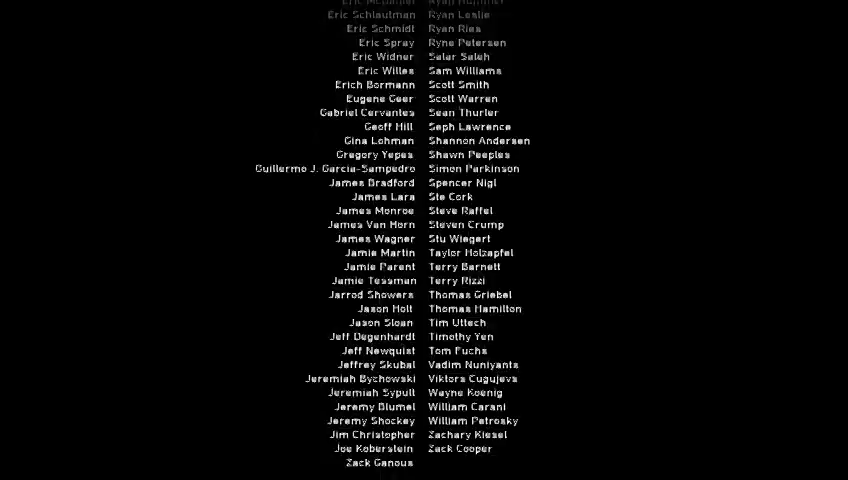 Eric Schlautman Ryan Leslie
Eric Schmidt Ryan Ries
Eric Spray Ryne Petersen
Eric Widner Salar Saleh
Eric Willes Sam Williams
Erich Bormann Scott Smith
Eugene Geer Scott Warren
Gabriel Cervantes Sean Thurler
Geoff Hill Seph Lawrence
Gina Lohman Shannon Andersen
Gregory Yepes Shawn Peeples
Guillermo J. Garcia-Sampedro Simon Parkinson
James Bradford Spencer Nigl
James Lara Ste Cork
James Monroe Steve Raffel
James Van Horn Steven Crump
James Wagner Stu Wiegert
Jamie Martin Taylor Holzapfel
Jamie Parent Terry Barnett
Jamie Tessman Terry Rizzi
Jarrod Showers Thomas Griebel
Jason Holt Thomas Hamilton
Jason Sloan Tim Uttech
Jeff Degenhardt Timothy Yen
Jeff Newquist Tom Fuchs
Jeffrey Skubal Vadim Nuniyants
Jeremiah Bychowski Viktors Gugujevs
Jeremiah Sypult Wayne Koenig
Jeremy Blumel William Carani
Jeremy Shockey William Petrosky
Jim Christopher Zachary Kiesel
Joe Koberstein Zack Cooper
Zack Ganous